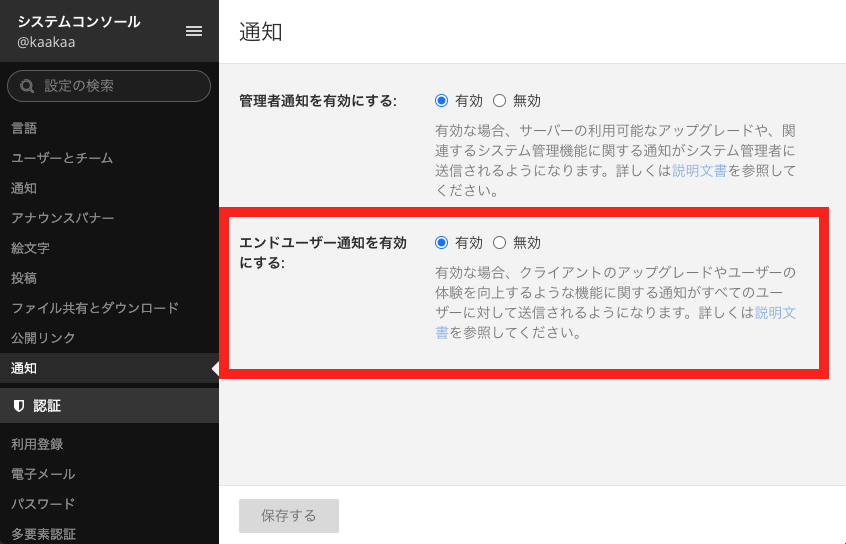 システムコンソール
@kaakaa
設定の検索
言語
ユーザーとチーム
通知
アナウンスバナー
絵文字
投稿
ファイル共有とダウンロード
公開リンク
通知
認証
利用登録
電子メール
パスワード
多要素認証
通知
管理者通知を有効にする:
有効 無効
有効な場合、サーバーの利用可能なアップグレードや、関
連するシステム管理機能に関する通知がシステム管理者に
送信されるようになります。詳しくは説明文書を参照して
ください。
エンドユーザー通知を有効
にする:
有効 無効
有効な場合、クライアントのアップグレードやユーザーの
体験を向上するような機能に関する通知がすべてのユー
ザーに対して送信されるようになります。詳しくは説明文
書を参照してください。
保存する